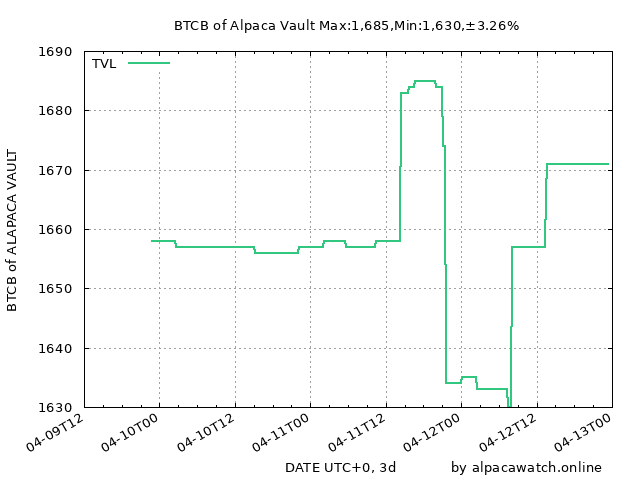 BTCB of Alpaca Vault Max:1,685,Min:1,630,±3.26%
TVL
BTCB of ALAPACA VAULT
1690
1680
1670
1660
1650
1640
1630
04-09T12
04-10T00
04-10T12
04-11T00
04-11T12
04-12T00
04-12T12
04-13T00
DATE UTC+0, 3d
by alpacawatch.online